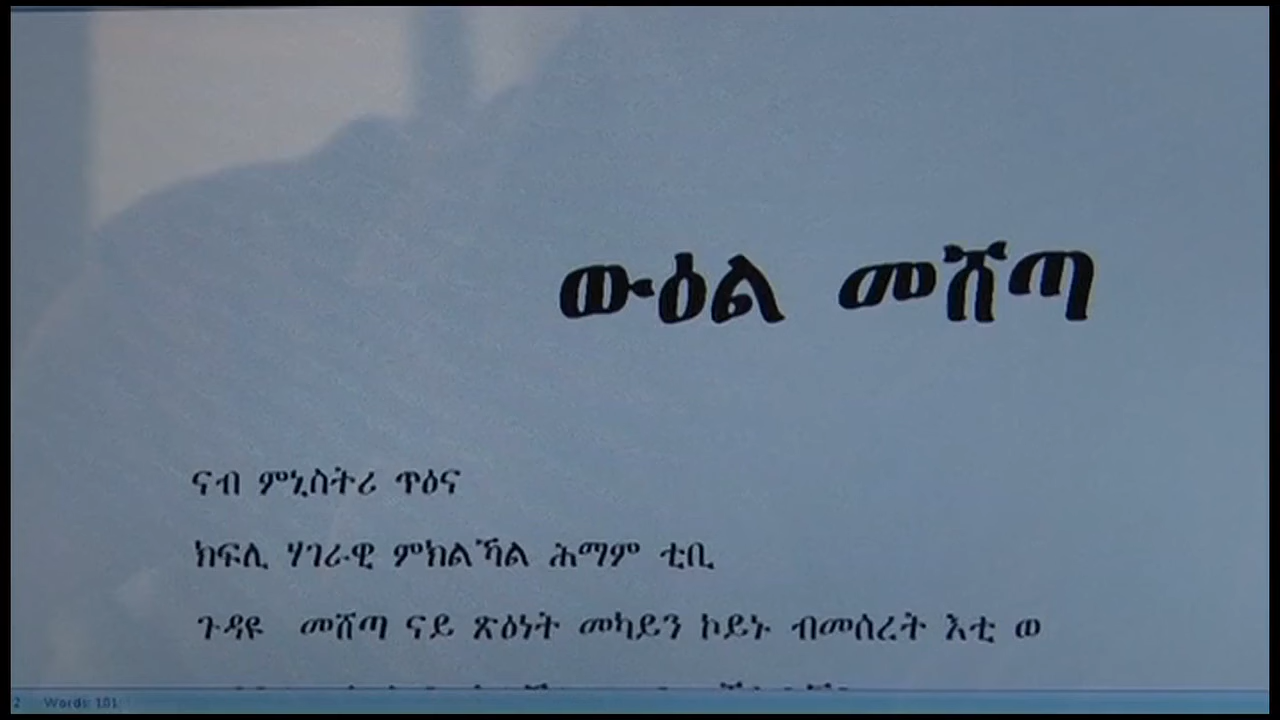 ውዕል መሸጣ
ናብ ምኒስትሪ ጥዕና
ክፍሊ ሃገራዊ ምክልኻል ሕማም ቲቢ
ጉዳዩ መሸጣ ናይ ጽዕነት መካይን ኮይኑ ብመሰረት እቲ ወ
2 Words: 181